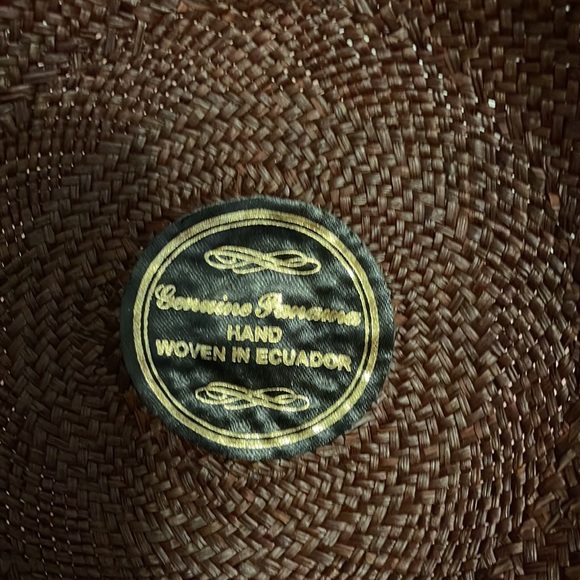 Genuine Panama
HAND
WOVEN IN ECUADOR